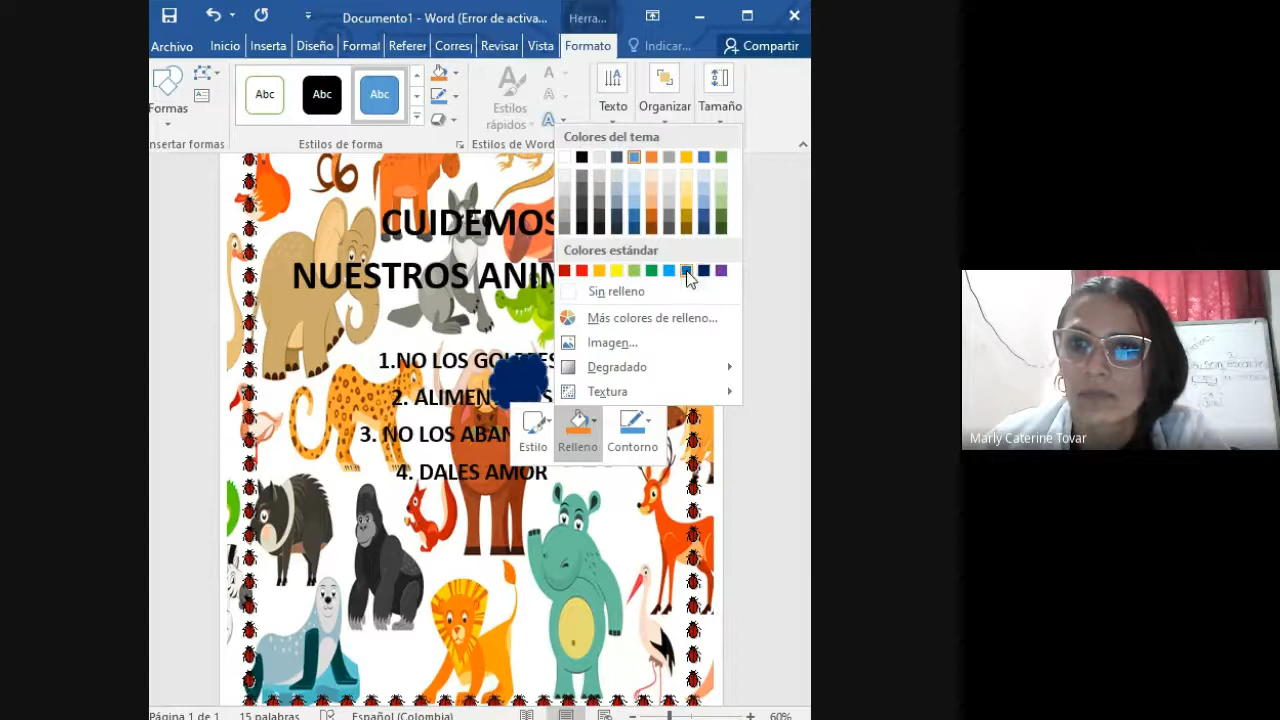 Documento1 - Word (Error de activa...
Herra...
Archivo
Inicio
Inserta
Diseño
Format
Referer
Corresp
Revisar
Vista
Formato
Indicar...
Compartir
Abc
Abc
Abc
Formas
Estilos
rápidos
Texto
Organizar
Tamaño
nsertar formas
Estilos de forma
Estilos de Word
Colores del tema
Colores estándar
Sin relleno
Más colores de relleno...
Imagen...
Degradado
Textura
Estilo
Relleno
Contorno
CUIDEMOS
NUESTROS ANIM
1.NO LOS GOLPEES
2. ALIMEN
3. NO LOS ABAN
4. DALES AMOR
Marly Caterine Tovar
Página 1 de 1
15 palabras
Español (Colombia)
60%